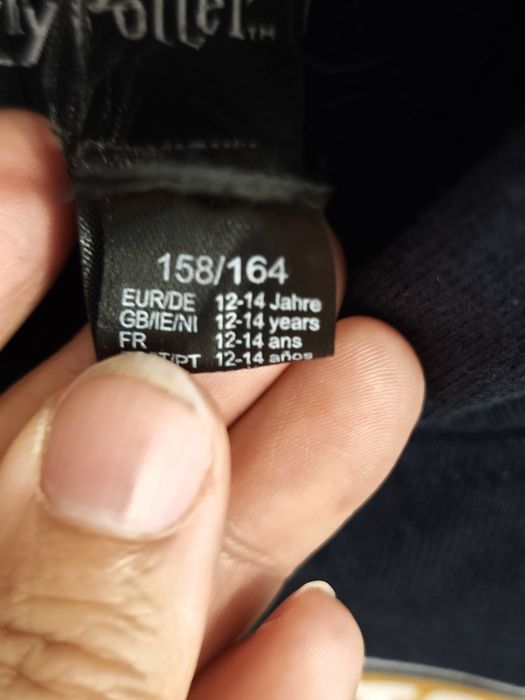 Potter™
158/164
EUR/DE 12-14 Jahre
GB/IE/NI 12-14 years
FR 12-14 ans
12-14 años